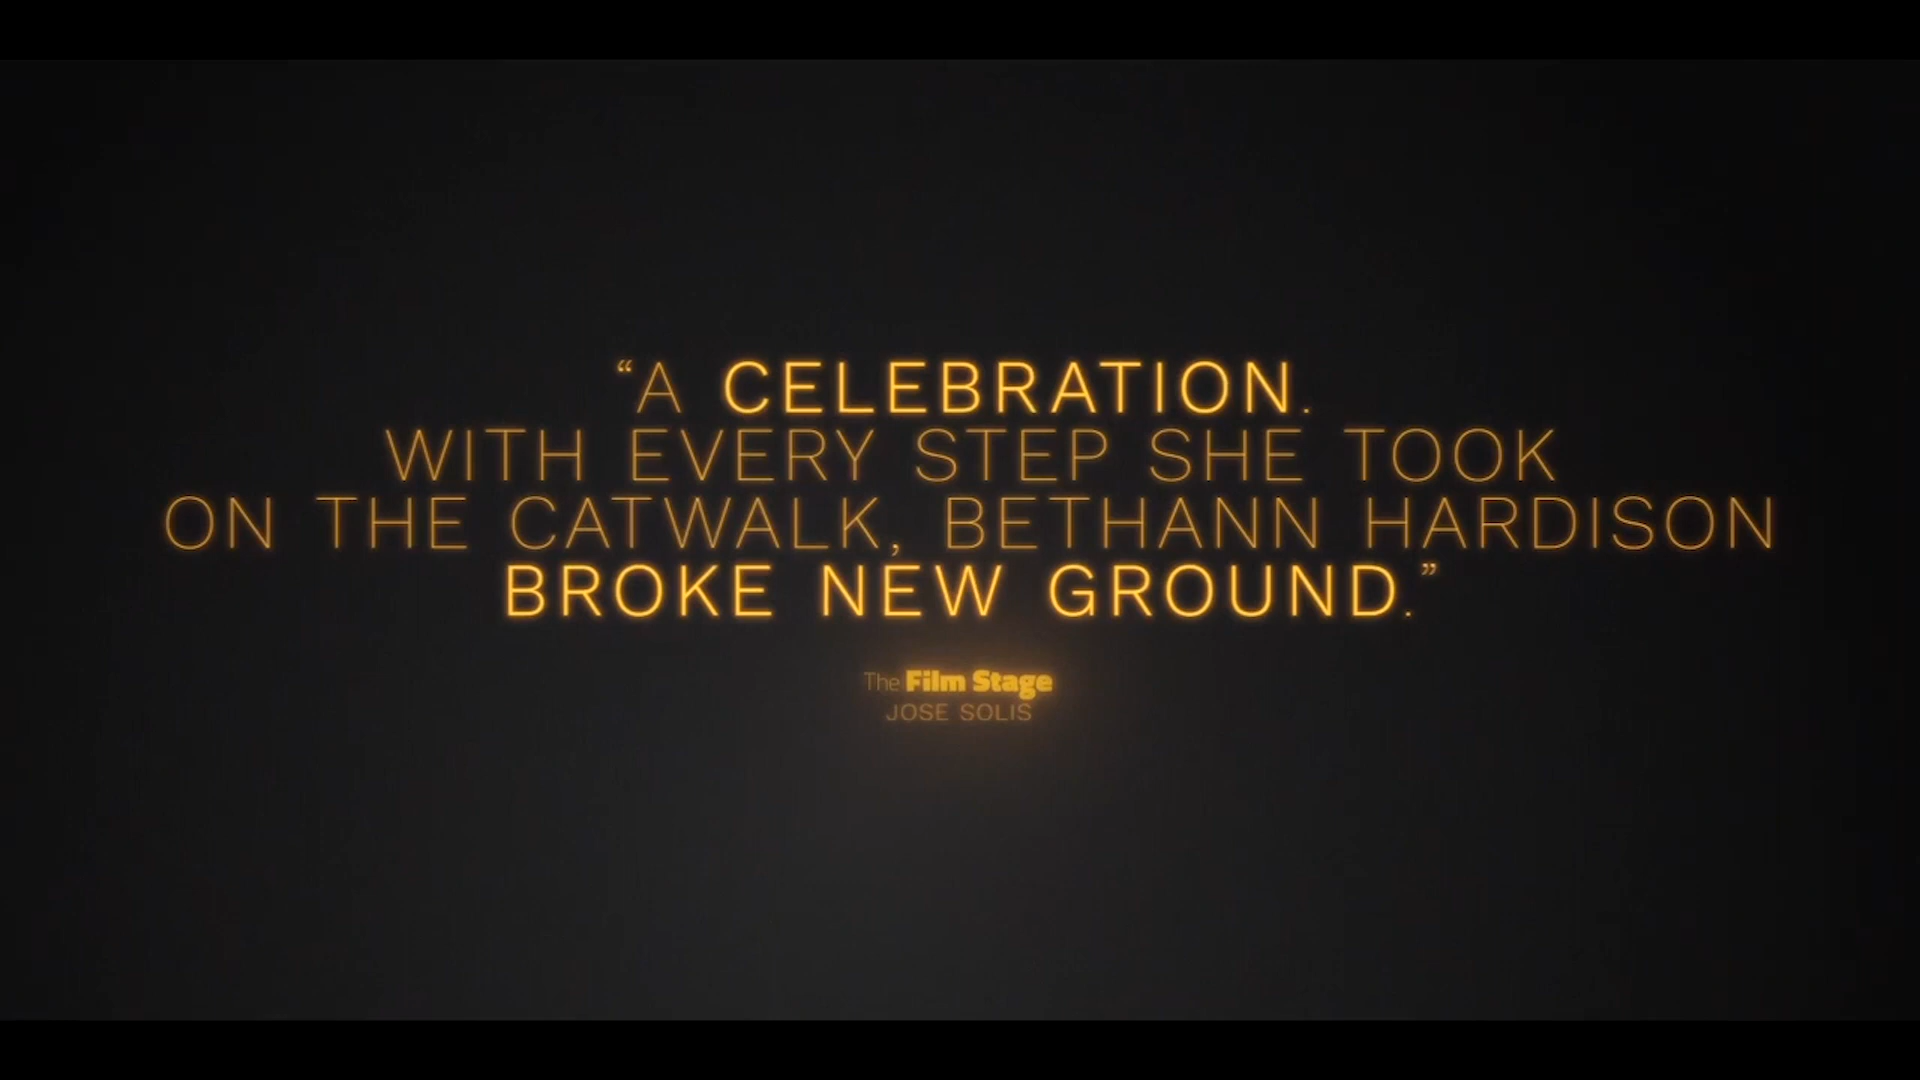 “A CELEBRATION.
WITH EVERY STEP SHE TOOK
ON THE CATWALK, BETHANN HARDISON
BROKE NEW GROUND.”
The Film Stage
JOSE SOLIS